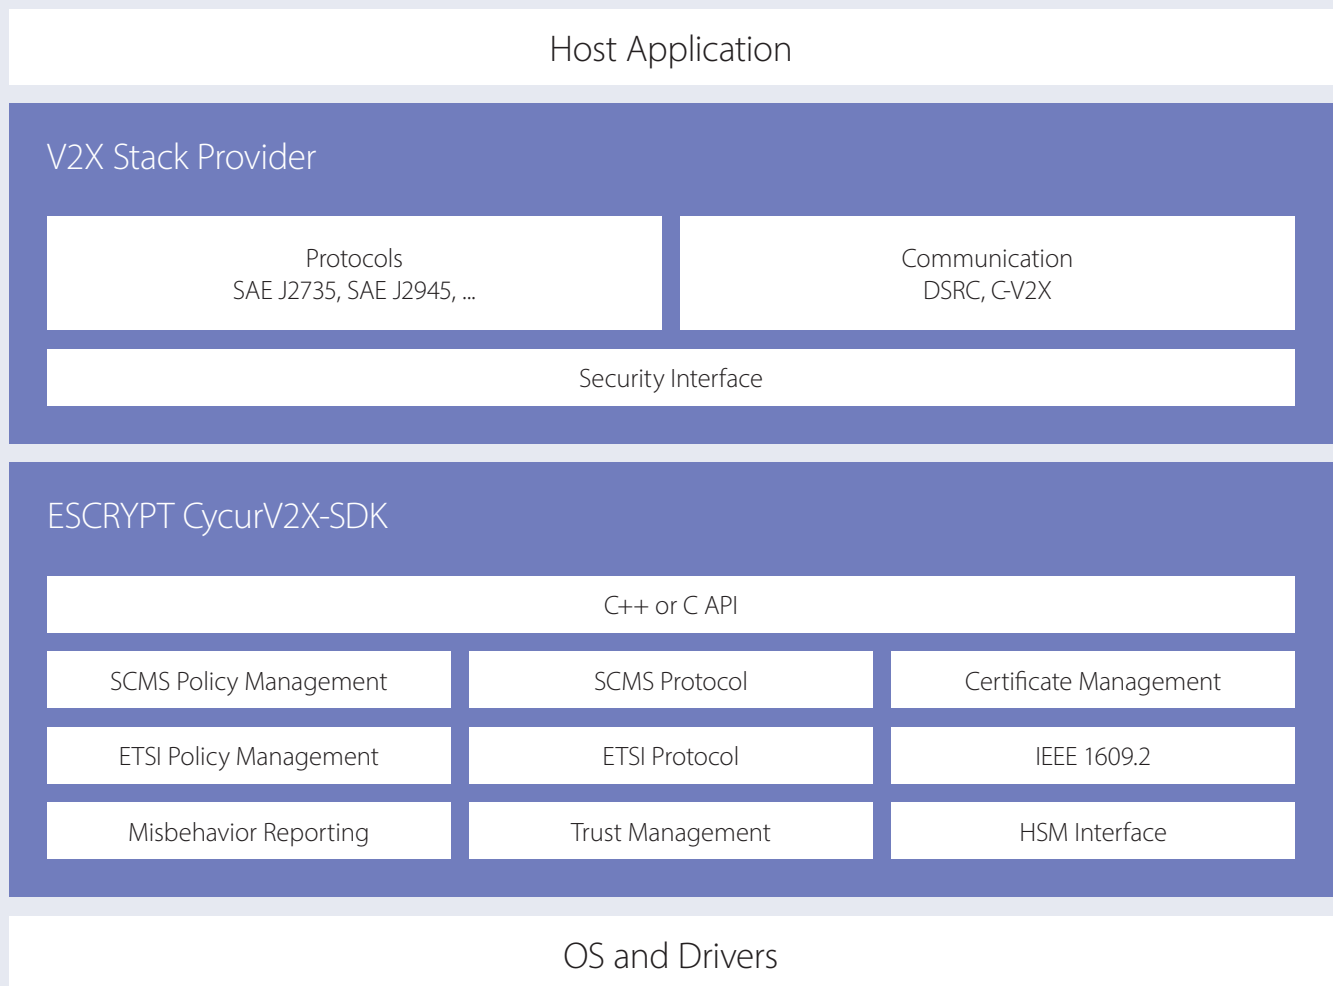 Host Application
V2X Stack Provider
Protocols
SAE J2735, SAE J2945, ...
Communication
DSRC, C-V2X
Security Interface
ESCRYPT CycurV2X-SDK
C++ or C API
SCMS Policy Management
SCMS Protocol
Certificate Management
ETSI Policy Management
ETSI Protocol
IEEE 1609.2
Misbehavior Reporting
Trust Management
HSM Interface
OS and Drivers